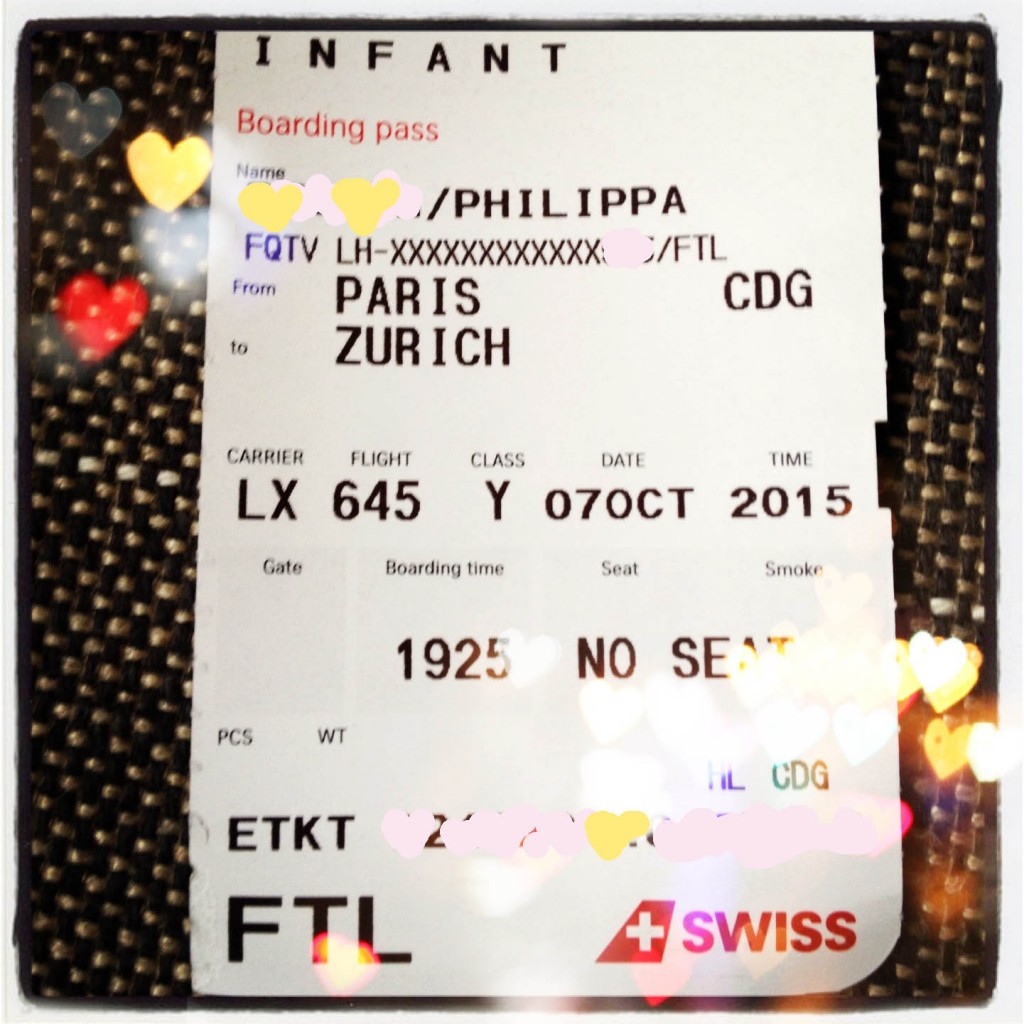 INFANT
Boarding pass
Name
/PHILIPPA
FQTV LH-XXXXXXXXXXXX /FTL
From PARIS CDG
to ZURICH
CARRIER FLIGHT CLASS DATE TIME
LX 645 Y 07OCT 2015
Gate Boarding time Seat Smoke
1925 NO SEAT
PCS WT
HL CDG
ETKT
FTL SWISS